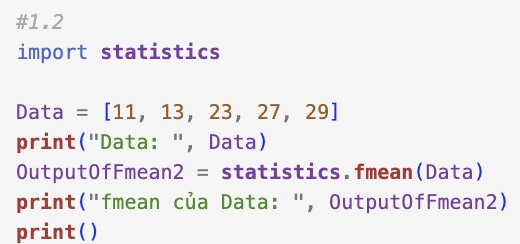 #1.2
import statistics
Data = [11, 13, 23, 27, 29]
print("Data: ", Data)
OutputOfFmean2 = statistics.fmean(Data)
print("fmean của Data: ", OutputOfFmean2)
print()